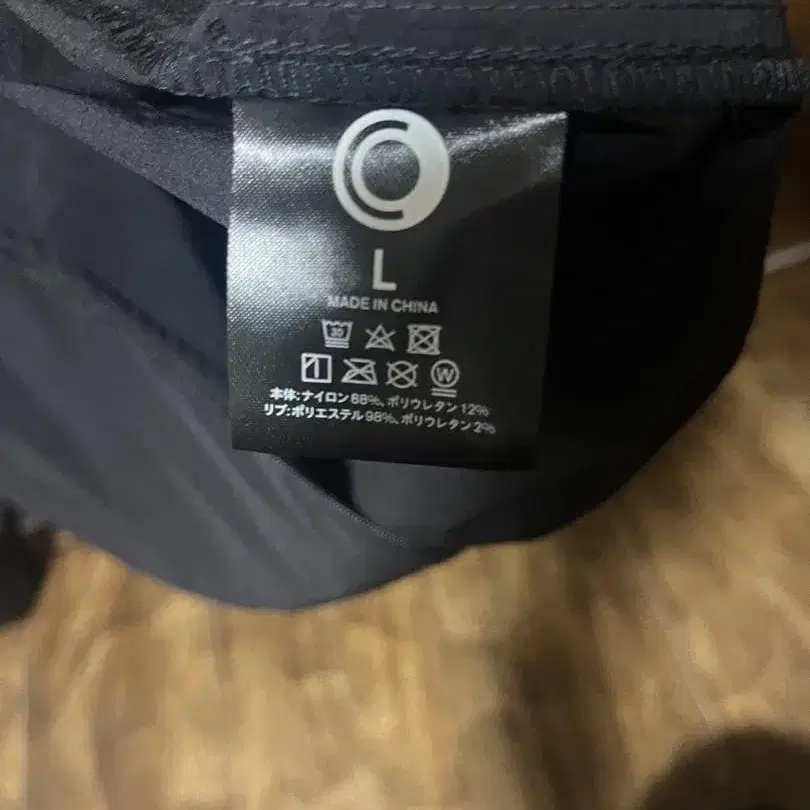 L
MADE IN CHINA
30
W
本体:ナイロン88%、ポリウレタン12%
リブ:ポリエステル98%、ポリウレタン2%